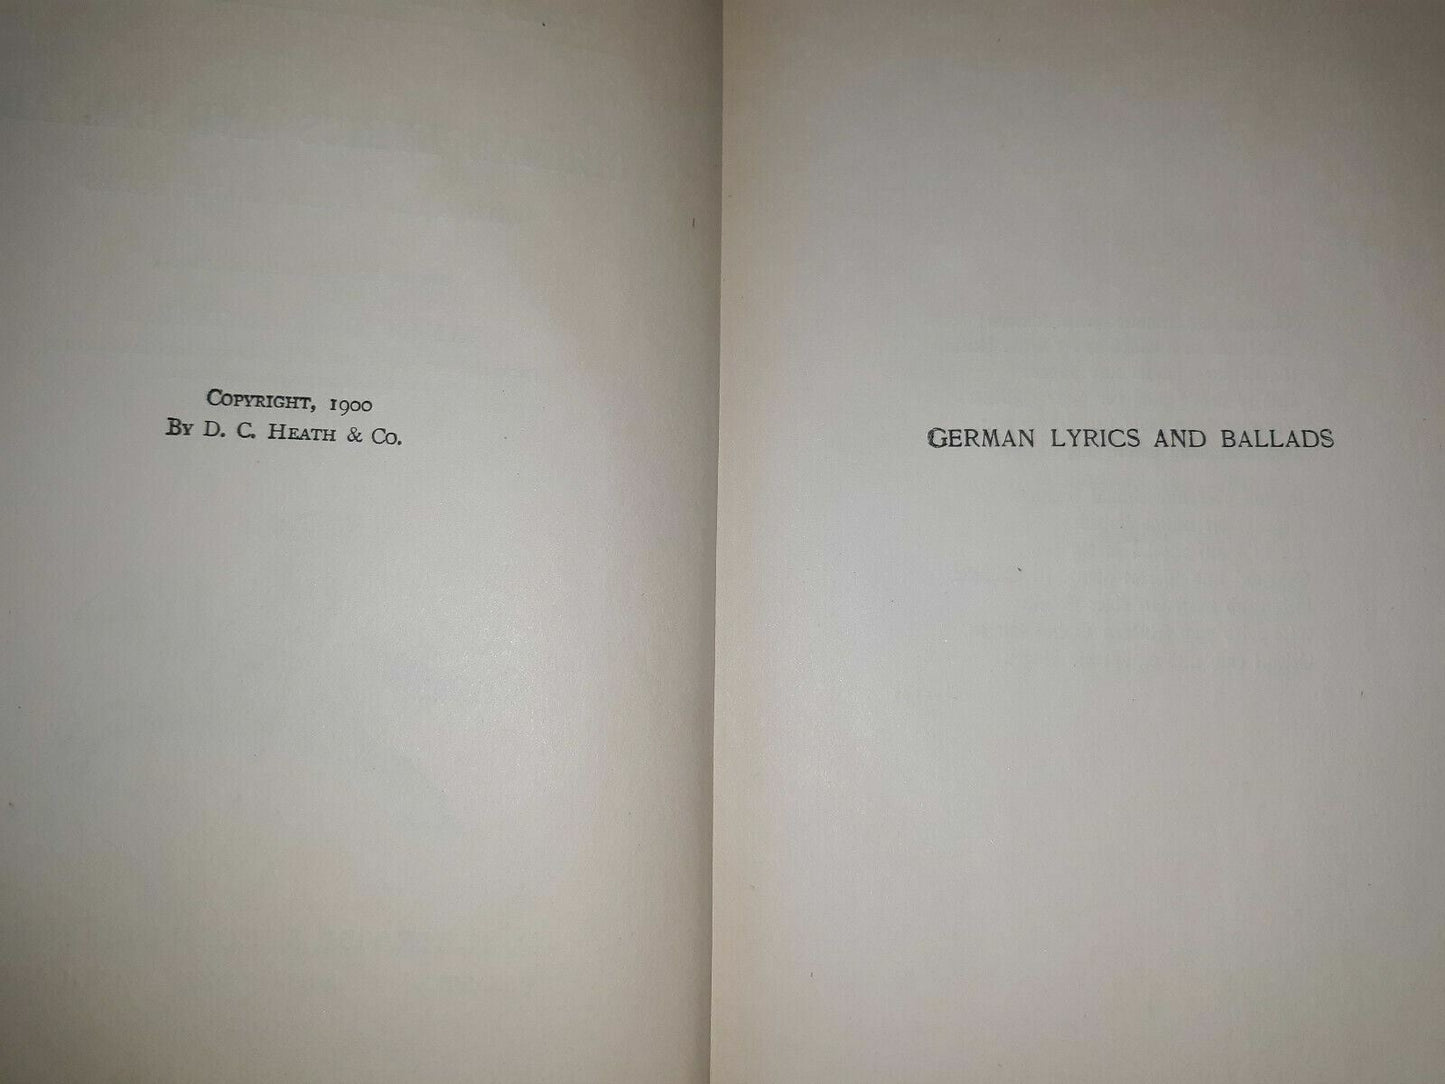 Copyright, 1900
By D. C. Heath & Co.
GERMAN LYRICS AND BALLADS